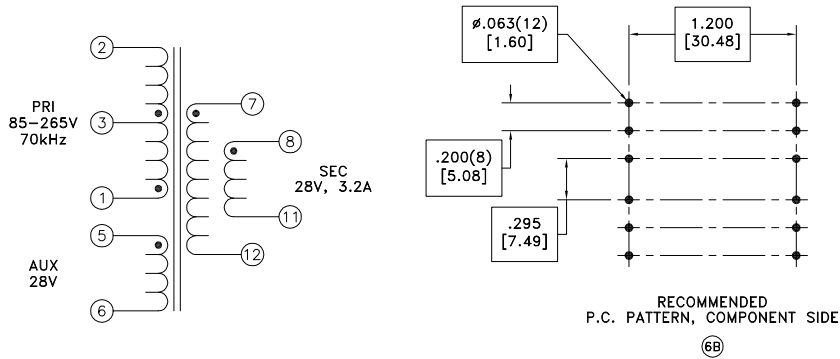 2
PRI
85-265V
3
70kHz
1
5
AUX
28V
6
7
8
SEC
28V, 3.2A
11
12
ø.063(12)
[1.60]
1.200
[30.48]
.200(8)
[5.08]
.295
[7.49]
RECOMMENDED
P.C. PATTERN, COMPONENT SIDE
6B